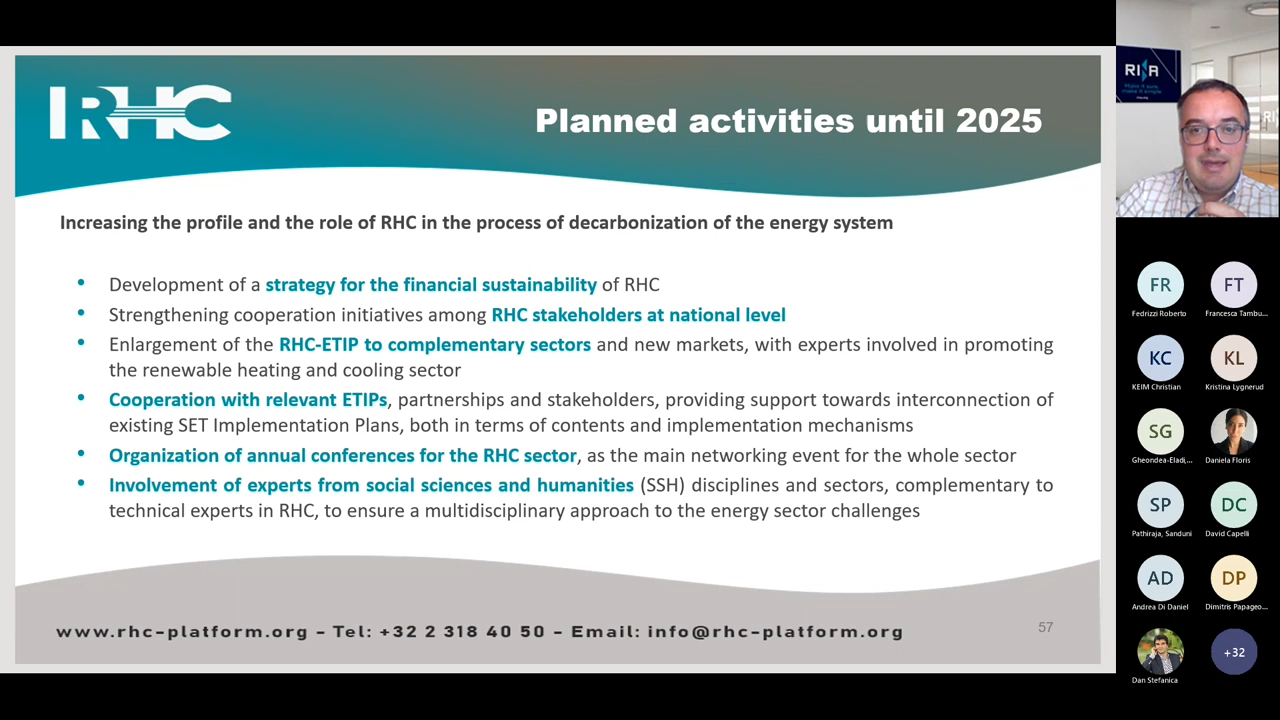 RHC
Planned activities until 2025
Increasing the profile and the role of RHC in the process of decarbonization of the energy system
• Development of a strategy for the financial sustainability of RHC
• Strengthening cooperation initiatives among RHC stakeholders at national level
• Enlargement of the RHC-ETIP to complementary sectors and new markets, with experts involved in promoting
the renewable heating and cooling sector
• Cooperation with relevant ETIPs, partnerships and stakeholders, providing support towards interconnection of
existing SET Implementation Plans, both in terms of contents and implementation mechanisms
• Organization of annual conferences for the RHC sector, as the main networking event for the whole sector
• Involvement of experts from social sciences and humanities (SSH) disciplines and sectors, complementary to
technical experts in RHC, to ensure a multidisciplinary approach to the energy sector challenges
www.rhc-platform.org – Tel: +32 2 318 40 50 – Email: info@rhc-platform.org
57
RINA
Make it sure,
make it simple.
RI
FR FT
Fedrizzi Roberto Francesca Tambu...
KC KL
KEIM Christian Kristina Lygnerud
SG
Gheondea-Eladi,... Daniela Floris
SP DC
Pathiraja, Sanduni David Capelli
AD DP
Andrea Di Daniel Dimitris Papageo...
+32
Dan Stefanica